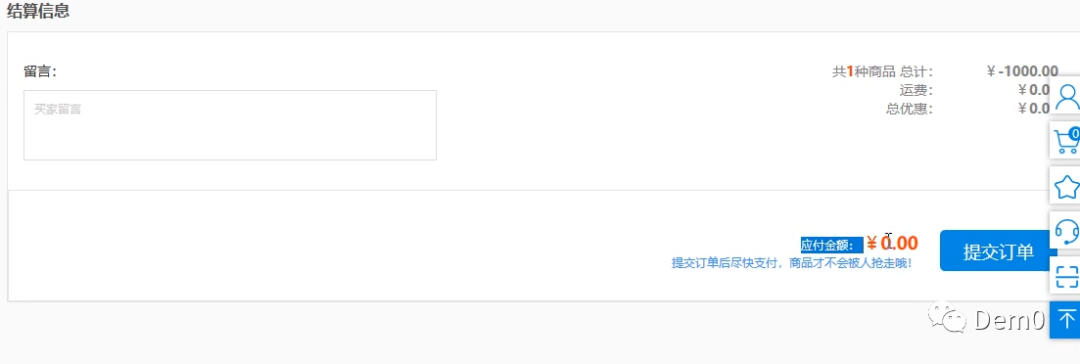 结算信息
留言：
共1种商品 总计： ￥-1000.00
买家留言
运费： ￥0.0
总优惠： ￥0.0
0
应付金额： ￥0.00
提交订单
提交订单后尽快支付，商品才不会被人抢走哦！
Dem0